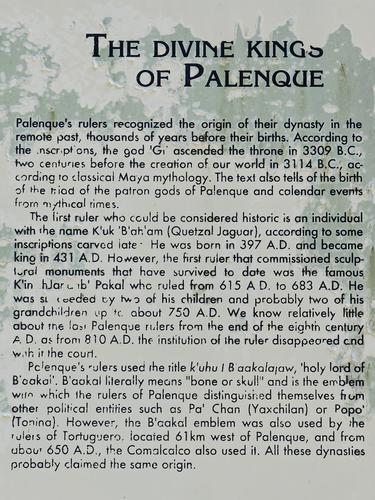 THE DIVINE KINGS
OF PALENQUE
Palenque's rulers recognized the origin of their dynasty in the
remote past, thousands of years before their births. According to
the inscriptions, the god 'GI' ascended the throne in 3309 B.C.,
two centuries before the creation of our world in 3114 B.C., ac-
cording to classical Maya mythology. The text also tells of the birth
of the triad of the patron gods of Palenque and calendar events
from mythical times.
The first ruler who could be considered historic is an individual
with the name K'uk 'B'ah'am (Quetzal Jaguar), according to some
inscriptions carved later. He was born in 397 A.D. and became
king in 431 A.D. However, the first ruler that commissioned sculp-
tural monuments that have survived to date was the famous
K'in Pakal who ruled from 615 A.D. to 683 A.D. He
was succeeded by two of his children and probably two of his
grandchildren up to about 750 A.D. We know relatively little
about the last Palenque rulers from the end of the eighth century
A.D. as from 810 A.D. the institution of the ruler disappeared and
with it the court.
Palenque's rulers used the title k'uhu l B'aakalajaw, 'holy lord of
B'aakal'. B'aakal literally means "bone or skull" and is the emblem
with which the rulers of Palenque distinguished themselves from
other political entities such as Pa' Chan (Yaxchilan) or Popo'
(Tonina). However, the B'aakal emblem was also used by the
rulers of Tortuguero, located 61km west of Palenque, and from
about 650 A.D., the Comalcalco also used it. All these dynasties
probably claimed the same origin.